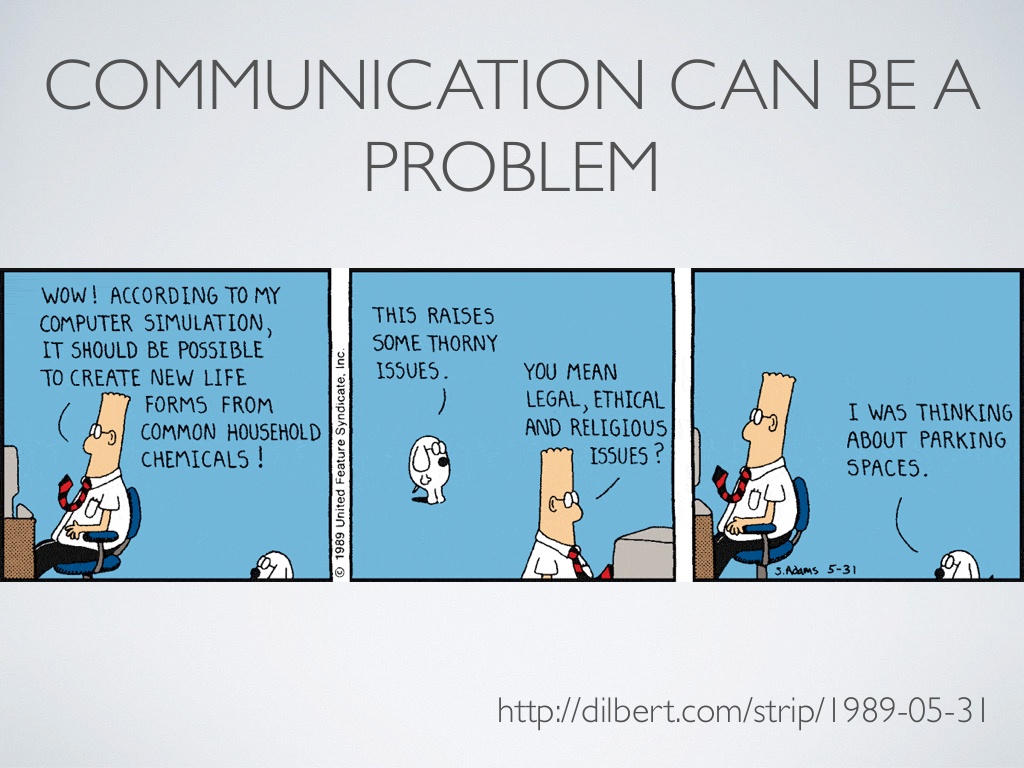 COMMUNICATION CAN BE A
PROBLEM
WOW! ACCORDING TO MY
COMPUTER SIMULATION,
IT SHOULD BE POSSIBLE
TO CREATE NEW LIFE
FORMS FROM
COMMON HOUSEHOLD
CHEMICALS!
© 1989 United Feature Syndicate, Inc.
THIS RAISES
SOME THORNY
ISSUES.
YOU MEAN
LEGAL, ETHICAL
AND RELIGIOUS
ISSUES?
I WAS THINKING
ABOUT PARKING
SPACES.
S.Adams 5-31
http://dilbert.com/strip/1989-05-31